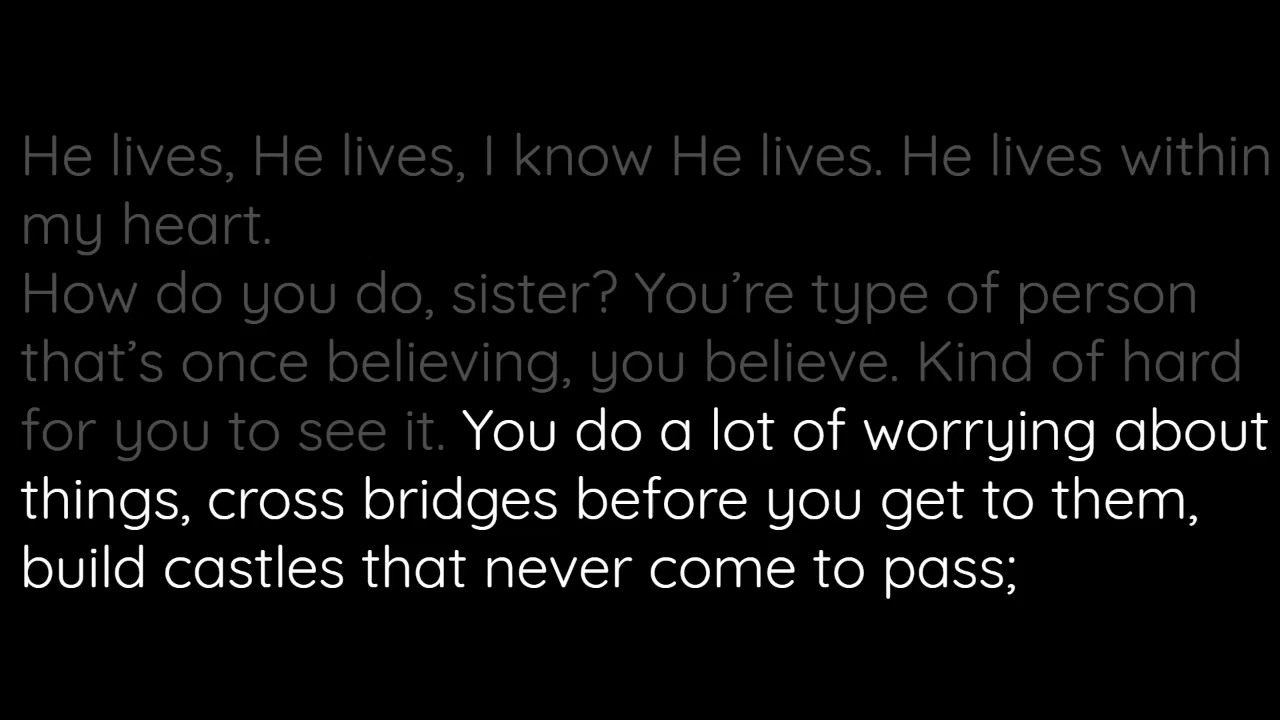 He lives, He lives, I know He lives. He lives within
my heart.
How do you do, sister? You’re type of person
that’s once believing, you believe. Kind of hard
for you to see it. You do a lot of worrying about
things, cross bridges before you get to them,
build castles that never come to pass;